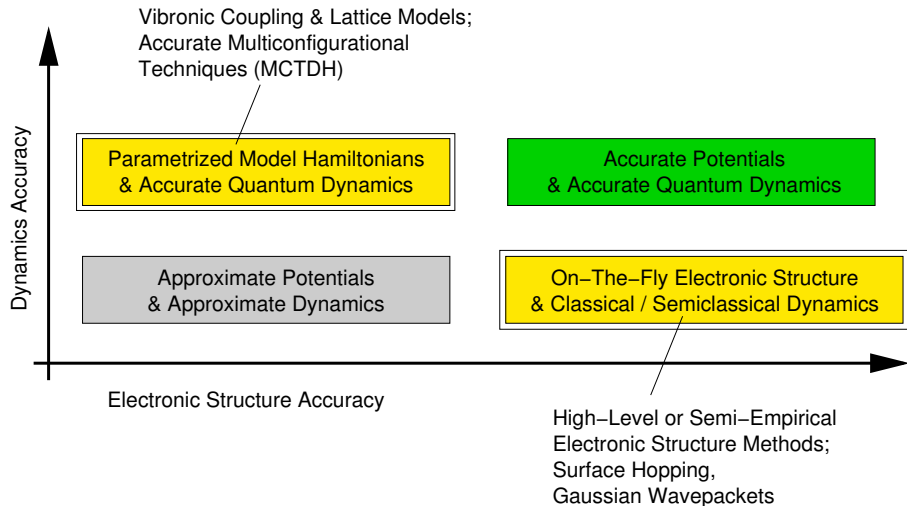 Vibronic Coupling & Lattice Models;
Accurate Multiconfigurational
Techniques (MCTDH)
Dynamics Accuracy
Parametrized Model Hamiltonians
& Accurate Quantum Dynamics
Accurate Potentials
& Accurate Quantum Dynamics
Approximate Potentials
& Approximate Dynamics
On−The−Fly Electronic Structure
& Classical / Semiclassical Dynamics
Electronic Structure Accuracy
High−Level or Semi−Empirical
Electronic Structure Methods;
Surface Hopping,
Gaussian Wavepackets